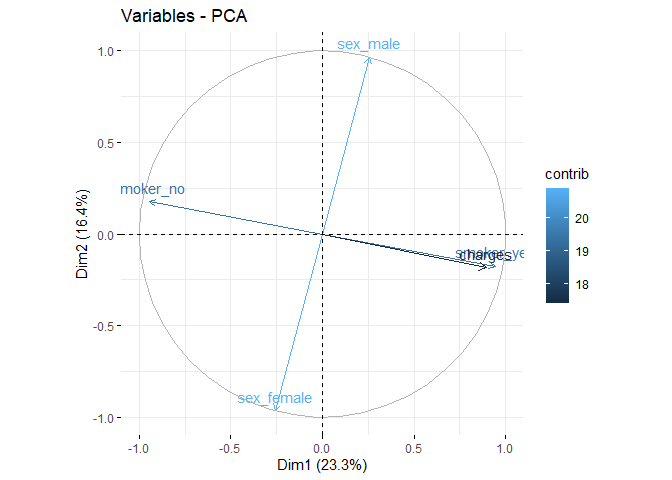 Variables - PCA
sex_male
moker_no
smoker_ye
charges
sex_female
1.0
0.5
0.0
-0.5
-1.0
Dim2 (16.4%)
-1.0 -0.5 0.0 0.5 1.0
Dim1 (23.3%)
contrib
20
19
18